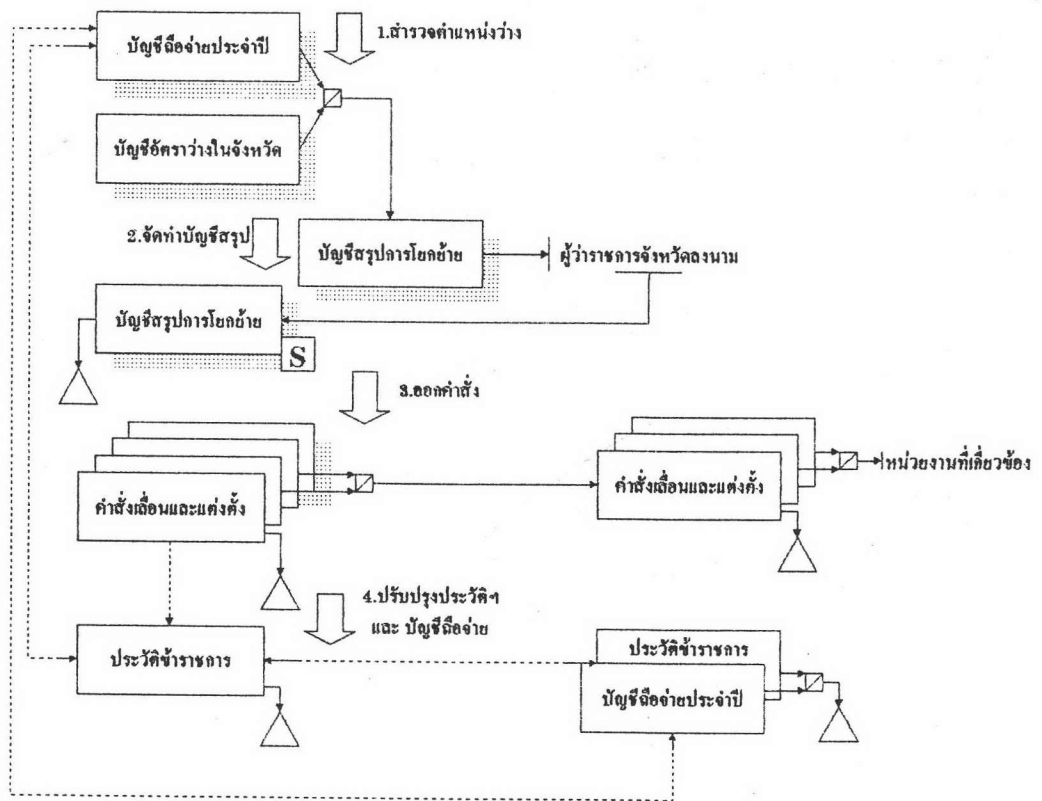 บัญชีถือจ่ายประจำปี
1.สำรวจตำแหน่งว่าง
บัญชีอัตราว่างในจังหวัด
2.จัดทำบัญชีสรุป
บัญชีสรุปการโยกย้าย
ผู้ว่าราชการจังหวัดลงนาม
บัญชีสรุปการโยกย้าย
S
3.ออกคำสั่ง
คำสั่งเลื่อนและแต่งตั้ง
คำสั่งเลื่อนและแต่งตั้ง
หน่วยงานที่เกี่ยวข้อง
4.ปรับปรุงประวัติฯ
และ บัญชีถือจ่าย
ประวัติข้าราชการ
ประวัติข้าราชการ
บัญชีถือจ่ายประจำปี